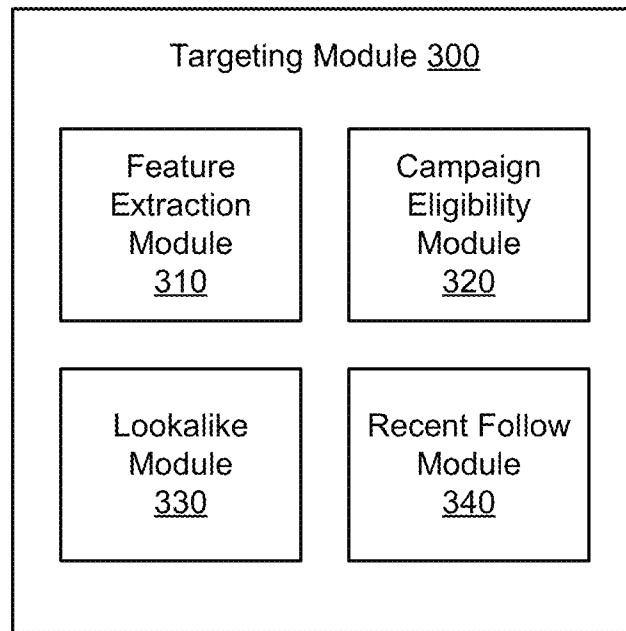 Targeting Module 300
Feature
Extraction
Module
310
Campaign
Eligibility
Module
320
Lookalike
Module
330
Recent Follow
Module
340